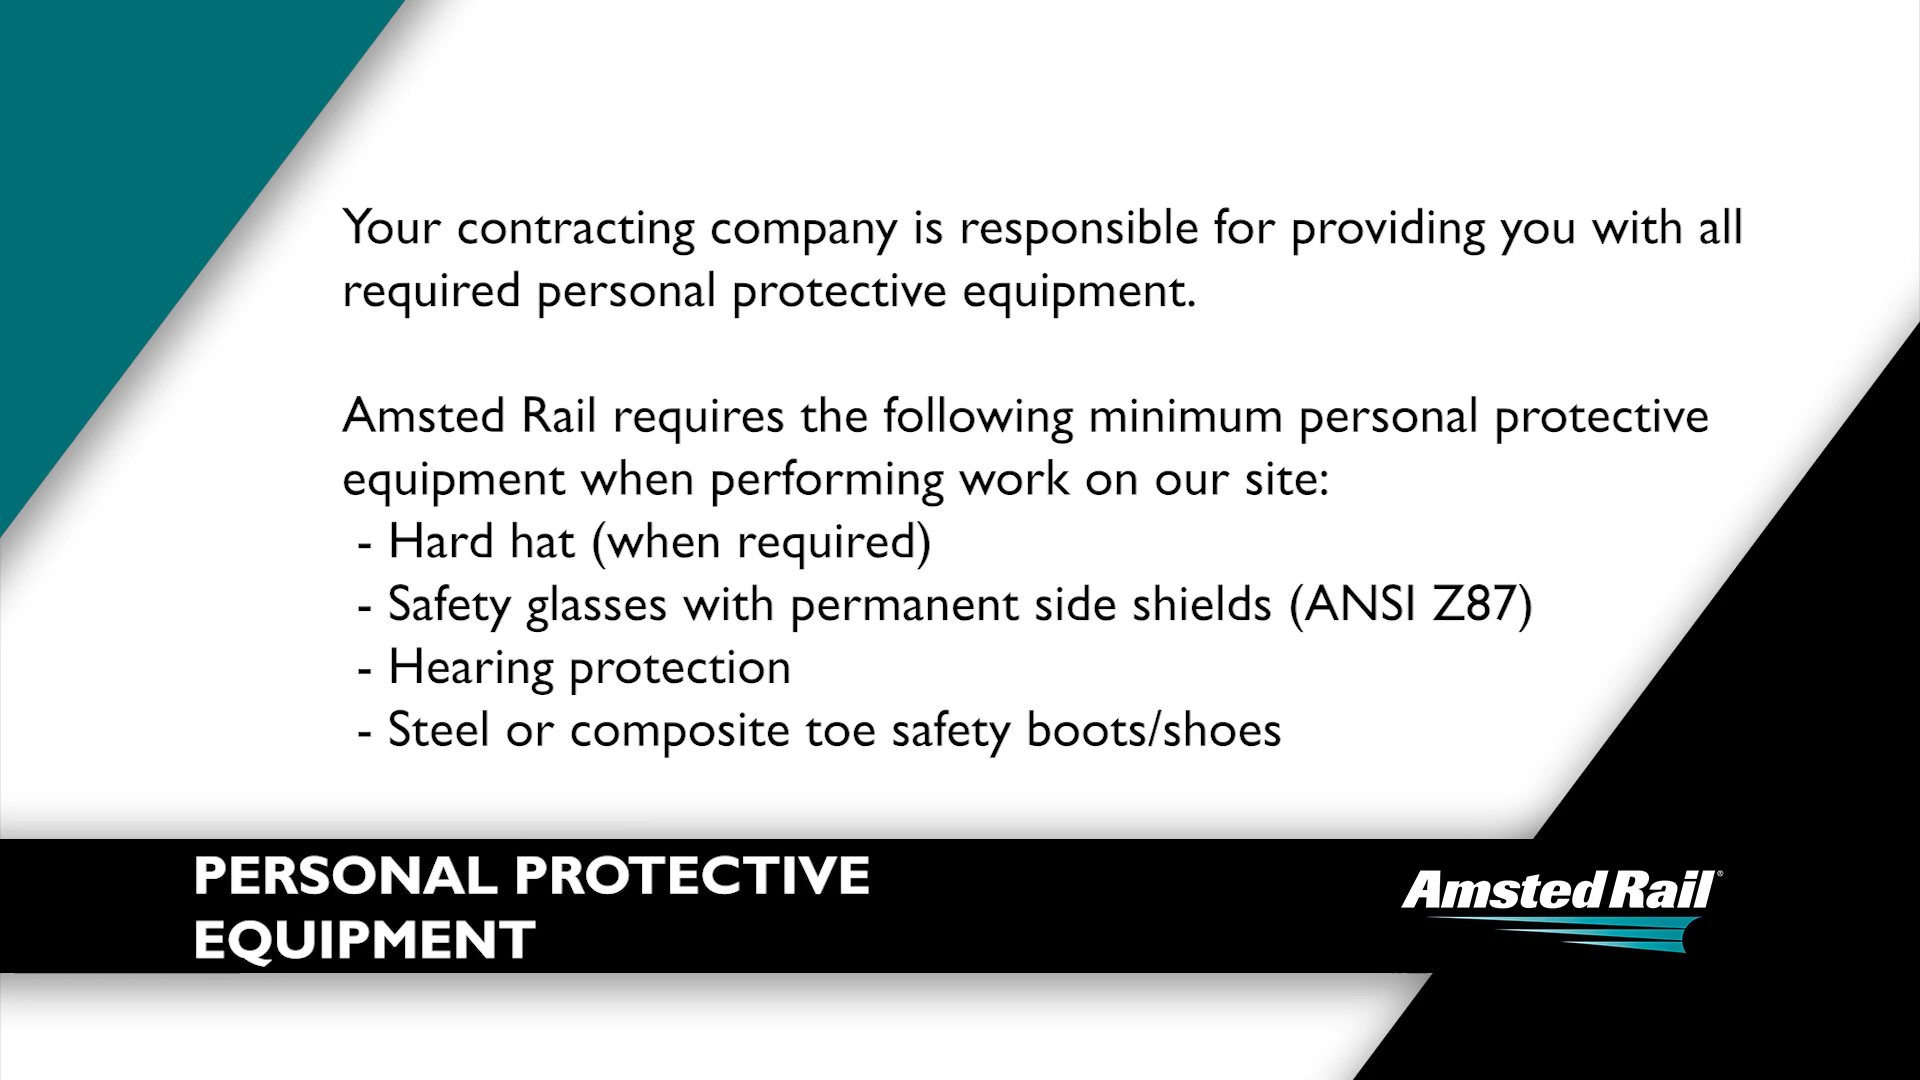 Your contracting company is responsible for providing you with all
required personal protective equipment.
Amsted Rail requires the following minimum personal protective
equipment when performing work on our site:
- Hard hat (when required)
- Safety glasses with permanent side shields (ANSI Z87)
- Hearing protection
- Steel or composite toe safety boots/shoes
PERSONAL PROTECTIVE
EQUIPMENT
Amsted Rail®